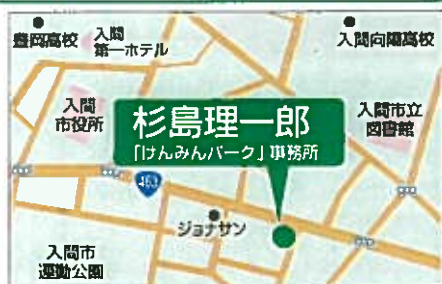 豊岡高校
入間
第一ホテル
入間向陽高校
入間
市役所
杉島理一郎
「けんみんパーク」事務所
入間市立
図書館
463
ジョナサン
入間市
運動公園